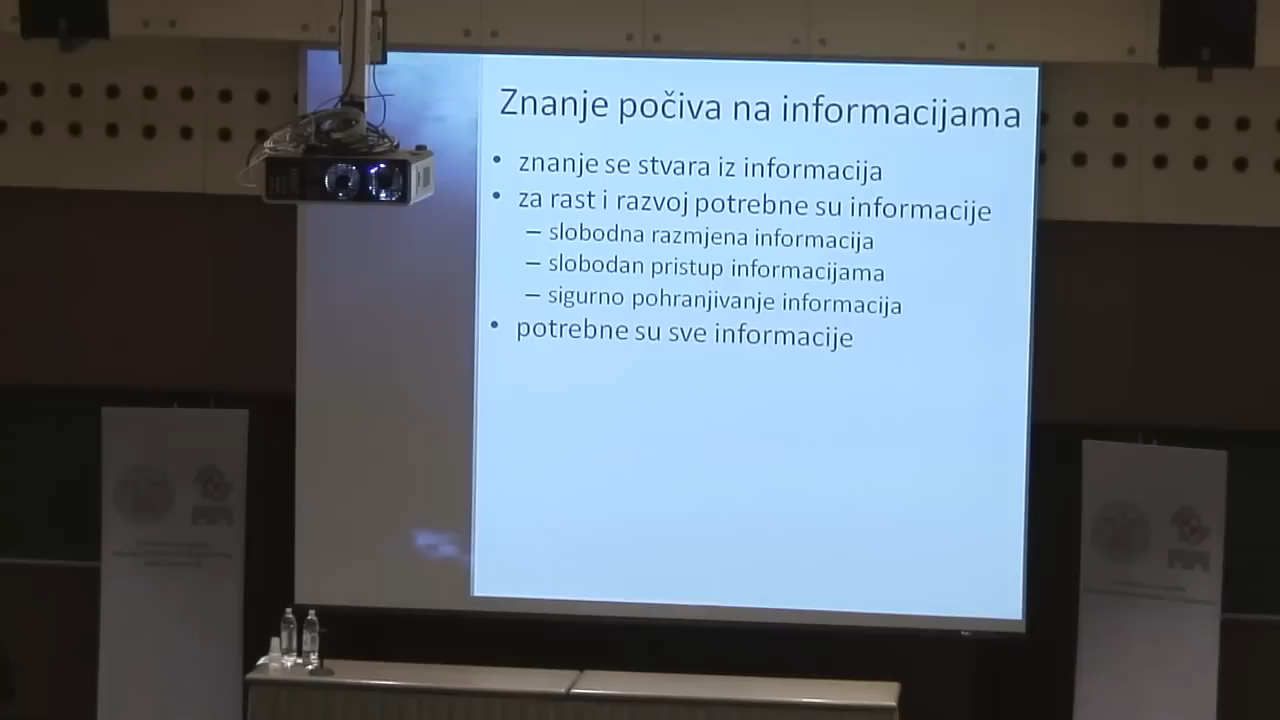 Znanje počiva na informacijama
• znanje se stvara iz informacija
• za rast i razvoj potrebne su informacije
– slobodna razmjena informacija
– slobodan pristup informacijama
– sigurno pohranjivanje informacija
• potrebne su sve informacije